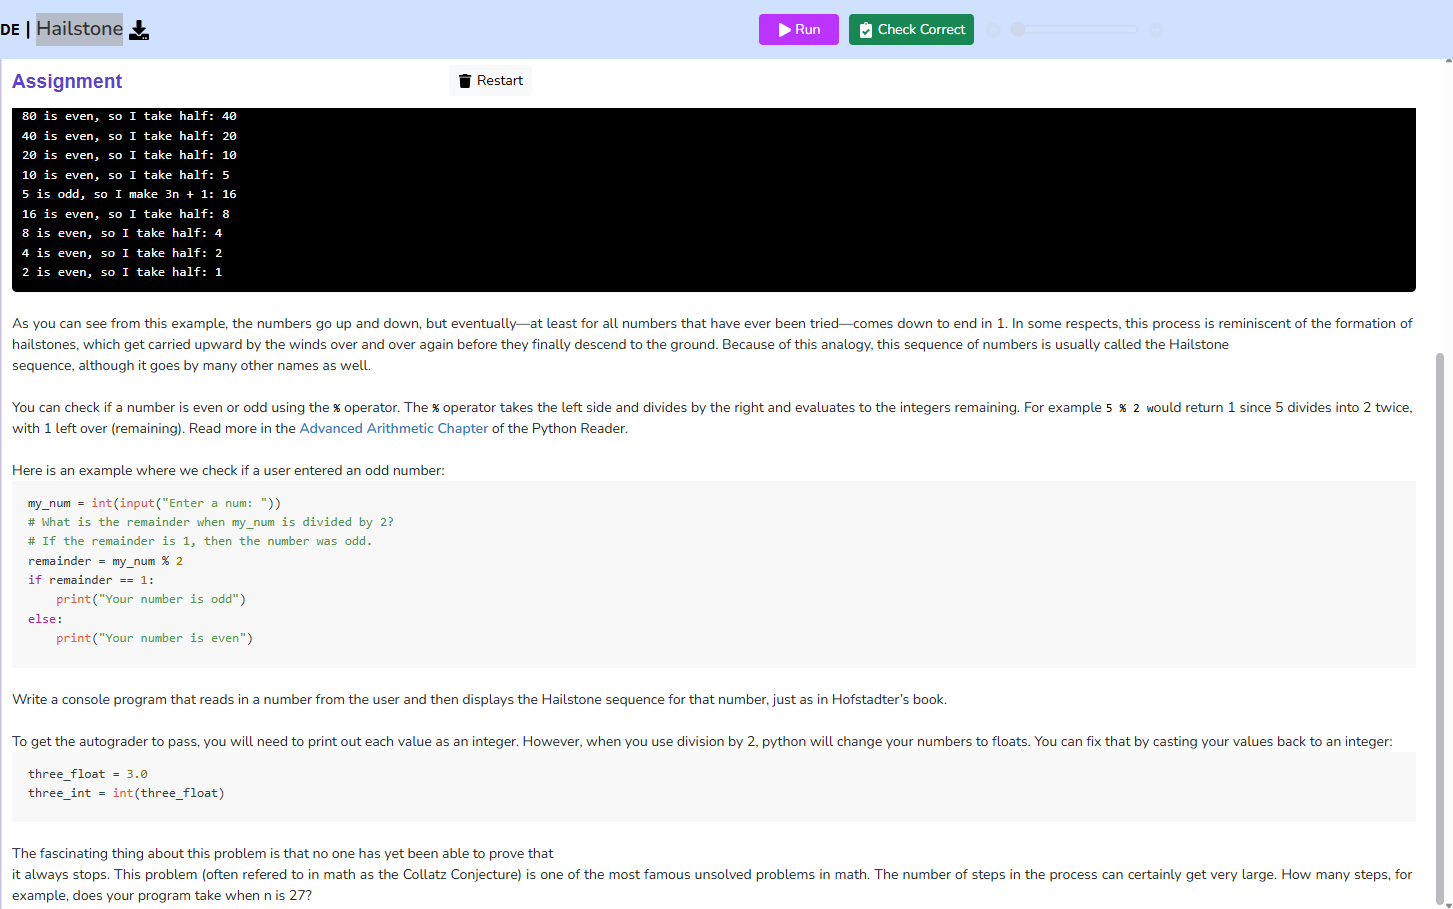 DE | Hailstone
Run
Check Correct
Assignment
Restart
80 is even, so I take half: 40
40 is even, so I take half: 20
20 is even, so I take half: 10
10 is even, so I take half: 5
5 is odd, so I make 3n + 1: 16
16 is even, so I take half: 8
8 is even, so I take half: 4
4 is even, so I take half: 2
2 is even, so I take half: 1
As you can see from this example, the numbers go up and down, but eventually—at least for all numbers that have ever been tried—comes down to end in 1. In some respects, this process is reminiscent of the formation of
hailstones, which get carried upward by the winds over and over again before they finally descend to the ground. Because of this analogy, this sequence of numbers is usually called the Hailstone
sequence, although it goes by many other names as well.
You can check if a number is even or odd using the % operator. The % operator takes the left side and divides by the right and evaluates to the integers remaining. For example 5 % 2 would return 1 since 5 divides into 2 twice,
with 1 left over (remaining). Read more in the Advanced Arithmetic Chapter of the Python Reader.
Here is an example where we check if a user entered an odd number:
my_num = int(input("Enter a num: "))
# What is the remainder when my_num is divided by 2?
# If the remainder is 1, then the number was odd.
remainder = my_num % 2
if remainder == 1:
    print("Your number is odd")
else:
    print("Your number is even")
Write a console program that reads in a number from the user and then displays the Hailstone sequence for that number, just as in Hofstadter’s book.
To get the autograder to pass, you will need to print out each value as an integer. However, when you use division by 2, python will change your numbers to floats. You can fix that by casting your values back to an integer:
three_float = 3.0
three_int = int(three_float)
The fascinating thing about this problem is that no one has yet been able to prove that
it always stops. This problem (often refered to in math as the Collatz Conjecture) is one of the most famous unsolved problems in math. The number of steps in the process can certainly get very large. How many steps, for
example, does your program take when n is 27?